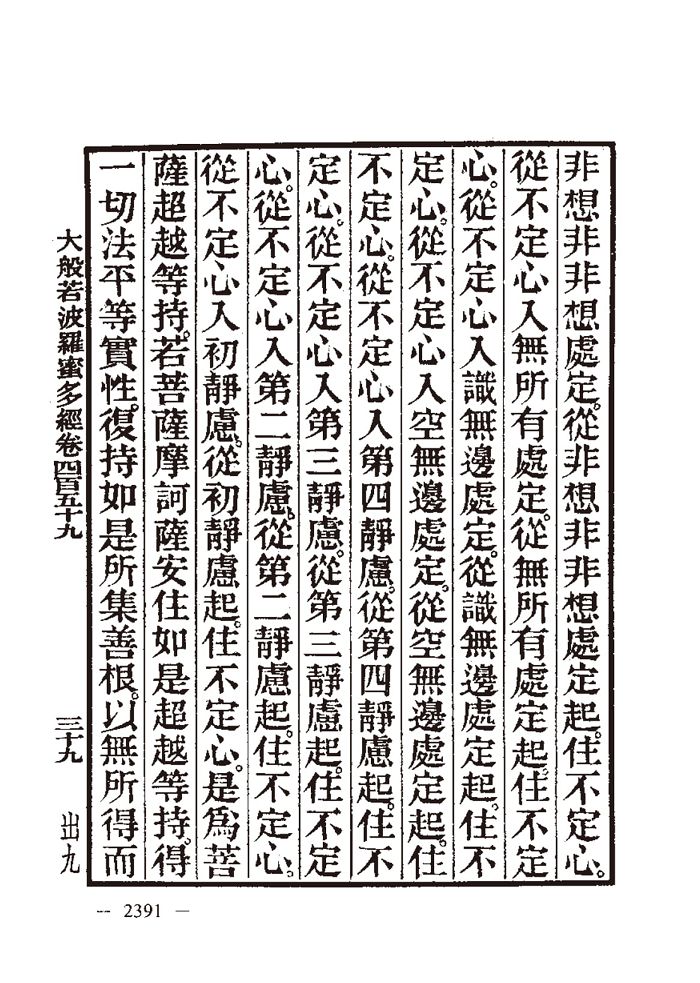 非想非非想處定。從非想非非想處定起。住不定心。
從不定心入無所有處定。從無所有處定起。住不定
心。從不定心入識無邊處定。從識無邊處定起。住不
定心。從不定心入空無邊處定。從空無邊處定起。住
不定心。從不定心入第四靜慮。從第四靜慮起。住不
定心。從不定心入第三靜慮。從第三靜慮起。住不定
心。從不定心入第二靜慮。從第二靜慮起。住不定心。
從不定心入初靜慮。從初靜慮起。住不定心。是為菩
薩超越等持。若菩薩摩訶薩安住如是超越等持。得
一切法平等實性。復持如是所集善根。以無所得而
大般若波羅蜜多經卷四百五十九 三十九 出九
-- 2391 —